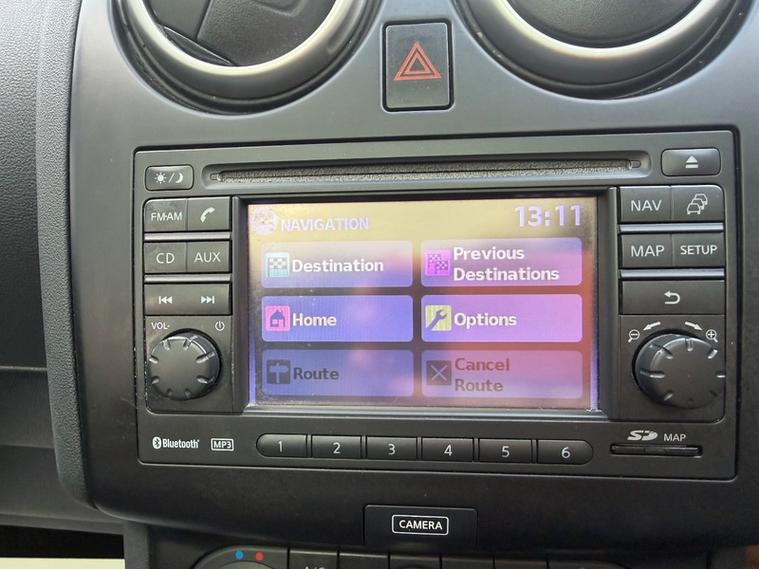 NAVIGATION 13:11
FM·AM
CD AUX
VOL
Destination
Previous
Destinations
Home
Options
Route
Cancel
Route
NAV
MAP SETUP
Bluetooth MP3
1 2 3 4 5 6
SD MAP
CAMERA
A/C